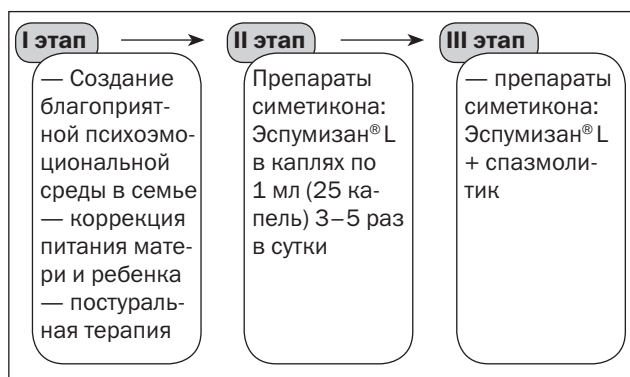 I этап
— Создание
благоприят-
ной психоэмо-
циональной
среды в семье
— коррекция
питания мате-
ри и ребенка
— постураль-
ная терапия
II этап
Препараты
симетикона:
Эспумизан® L
в каплях по
1 мл (25 ка-
пель) 3–5 раз
в сутки
III этап
— препараты
симетикона:
Эспумизан® L
+ спазмоли-
тик